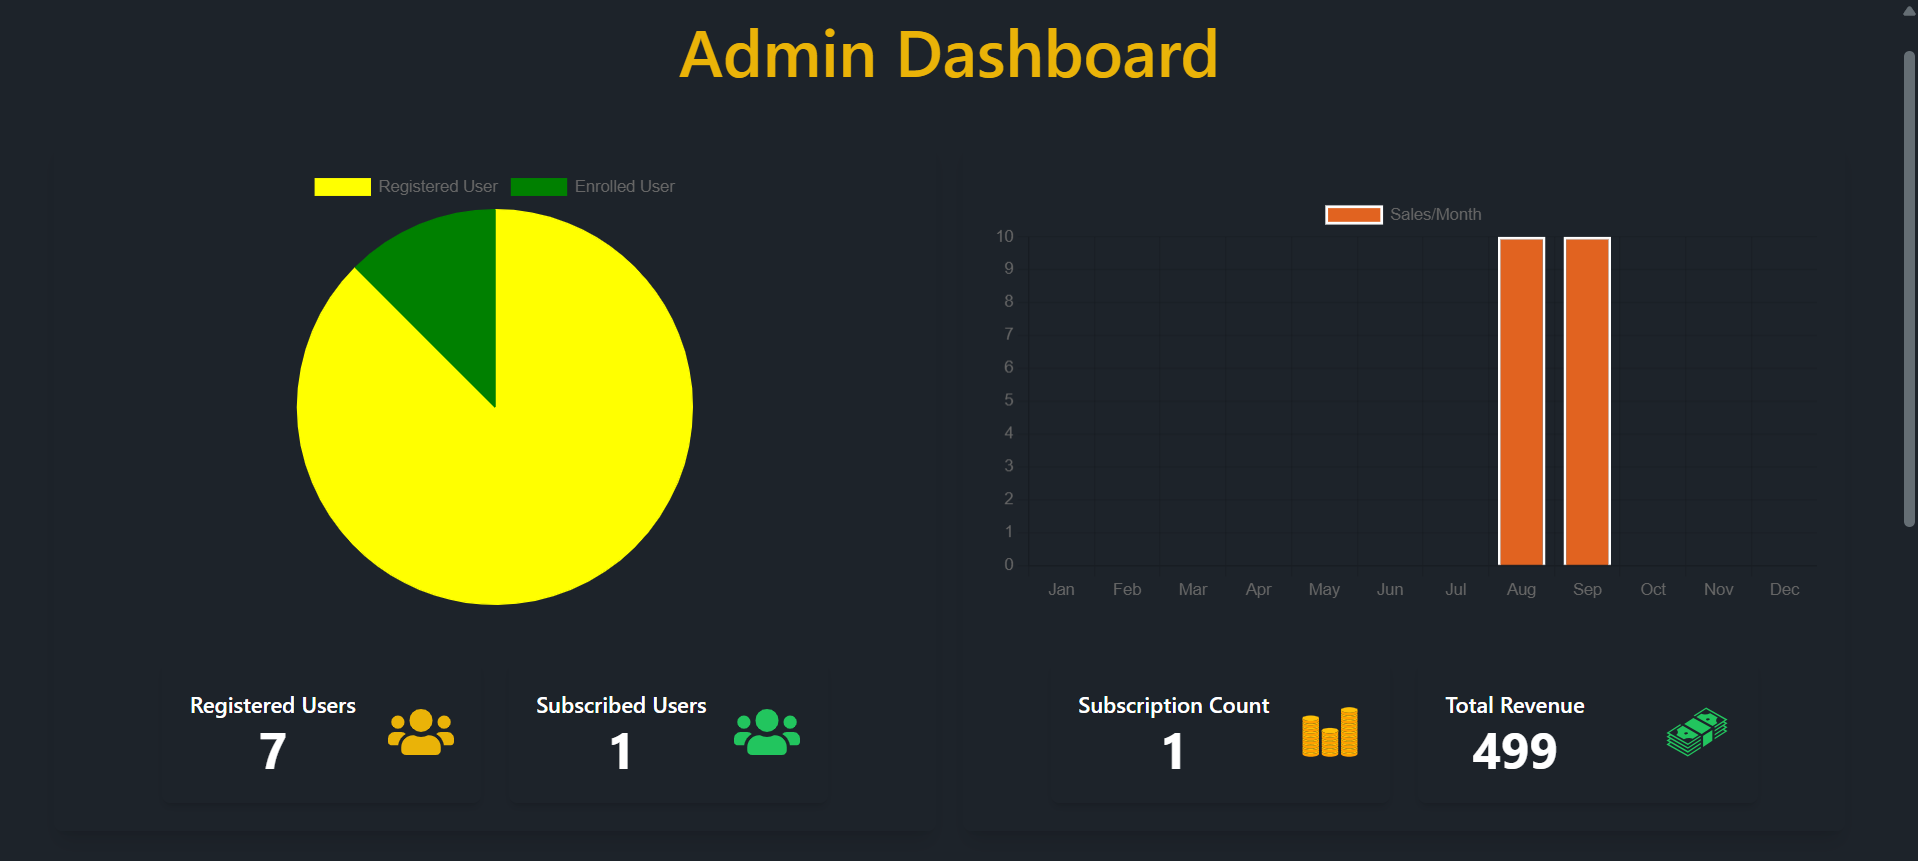 Admin Dashboard
Registered User Enrolled User
Sales/Month
10
9
8
7
6
5
4
3
2
1
0
Jan Feb Mar Apr May Jun Jul Aug Sep Oct Nov Dec
Registered Users
7
Subscribed Users
1
Subscription Count
1
Total Revenue
499